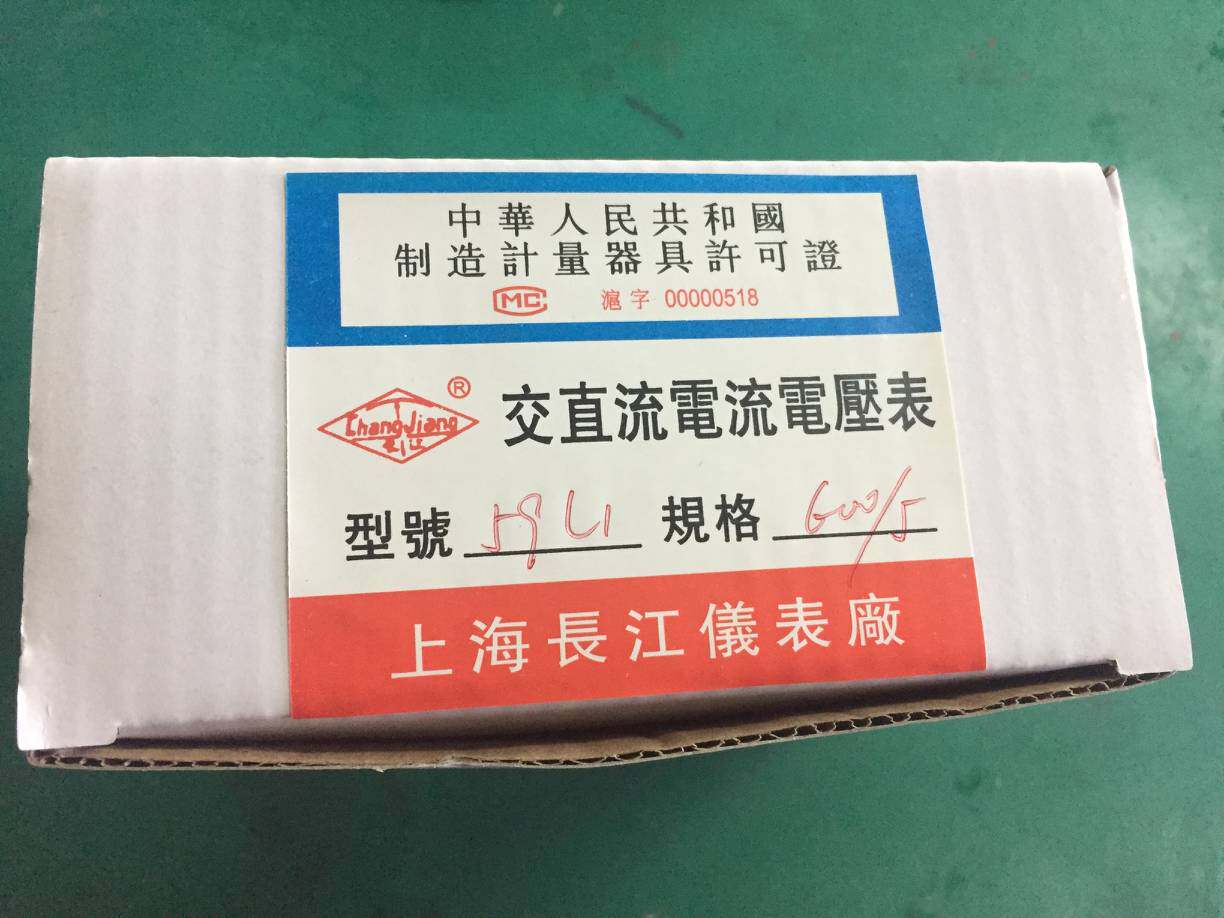 中華人民共和國
制造計量器具許可證
MC 滬字 00000518
ChangJiang ®
長江
交直流電流電壓表
型號 59L1 規格 600/5
上海長江儀表廠